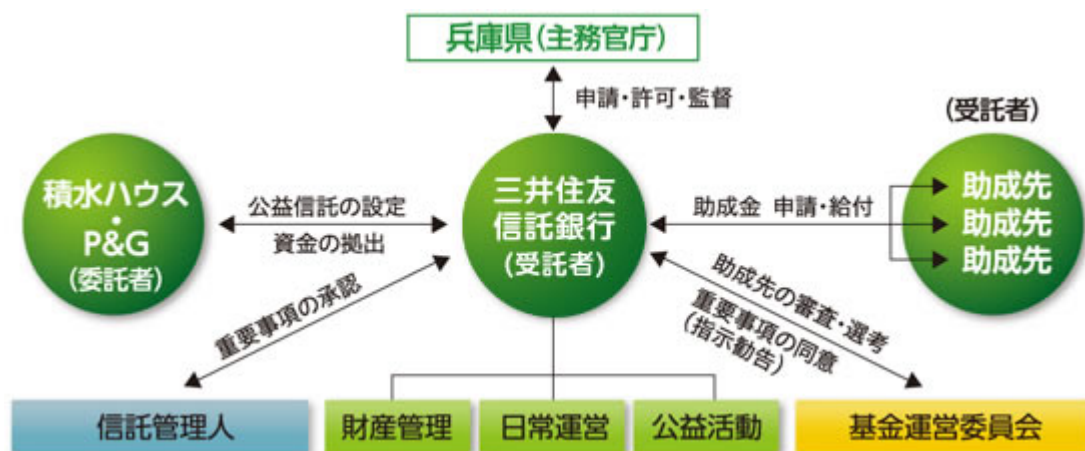 兵庫県(主務官庁)
申請・許可・監督
(受託者)
積水ハウス
・
P&G
(委託者)
公益信託の設定
資金の拠出
三井住友
信託銀行
(受託者)
助成金 申請・給付
助成先
助成先
助成先
重要事項の承認
助成先の審査・選考
重要事項の同意
(指示勧告)
信託管理人
財産管理
日常運営
公益活動
基金運営委員会